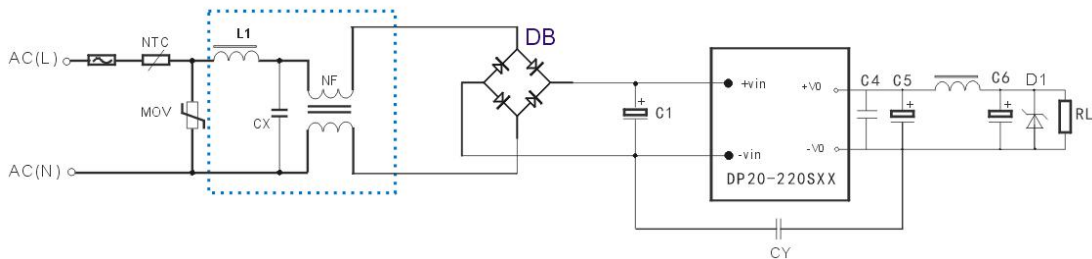 AC(L)
NTC
L1
MOV
CX
NF
AC(N)
DB
+
C1
+vin
-vin
+V0
-V0
DP20-220SXX
C4
C5
+
C6
+
D1
RL
CY